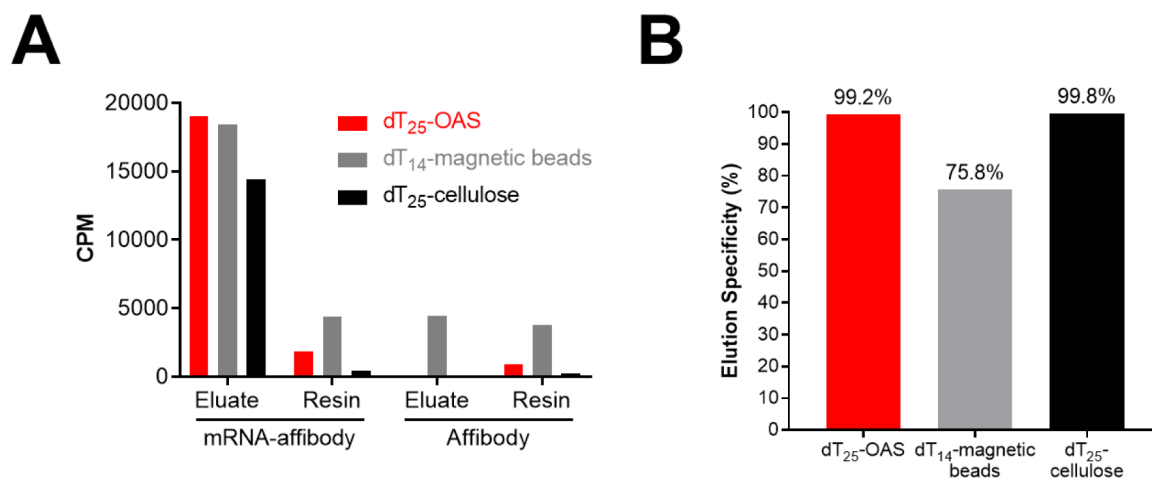 A
20000
15000
10000
5000
0
CPM
dT25-OAS
dT14-magnetic beads
dT25-cellulose
Eluate
Resin
Eluate
Resin
mRNA-affibody
Affibody
B
99.2%
75.8%
99.8%
100
90
80
70
60
50
40
30
20
10
0
Elution Specificity (%)
dT25-OAS
dT14-magnetic
beads
dT25-
cellulose